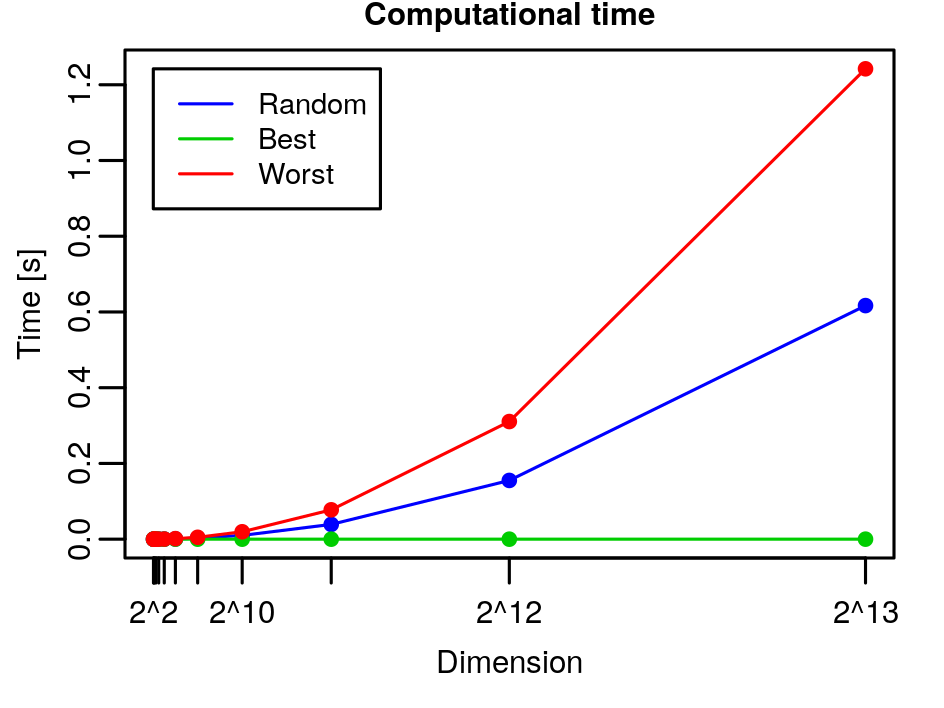 Computational time
Random
Best
Worst
Time [s]
1.2
1.0
0.8
0.6
0.4
0.2
0.0
2^2 2^10 2^12 2^13
Dimension